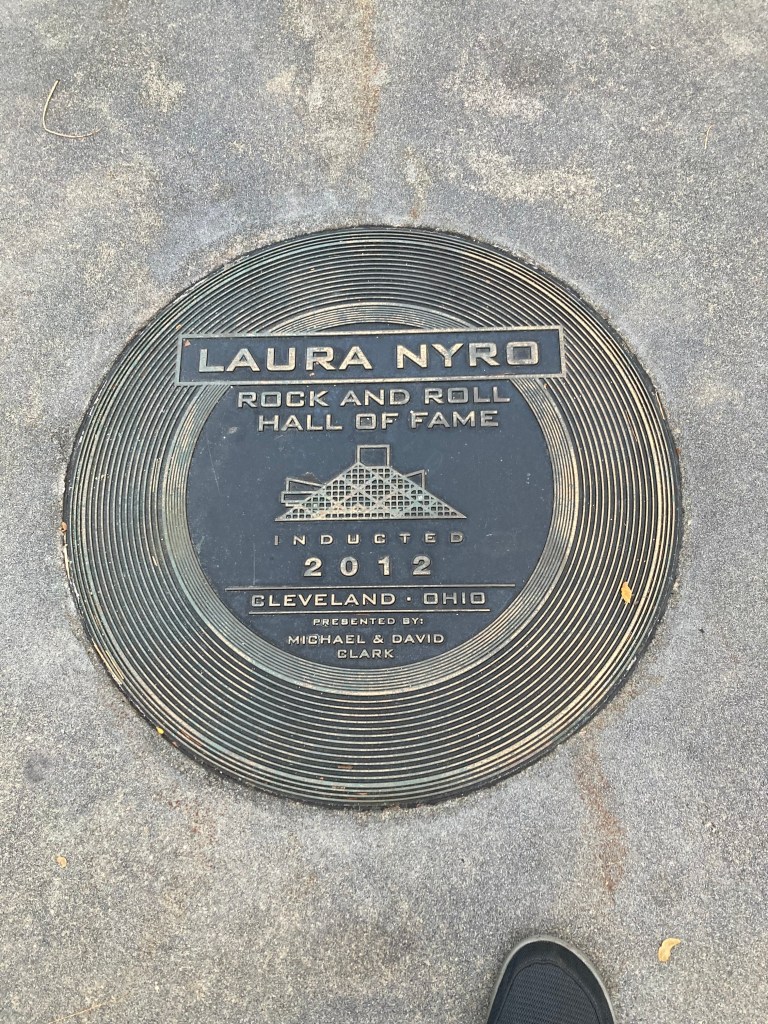 LAURA NYRO
ROCK AND ROLL
HALL OF FAME
INDUCTED
2012
CLEVELAND · OHIO
PRESENTED BY:
MICHAEL & DAVID
CLARK